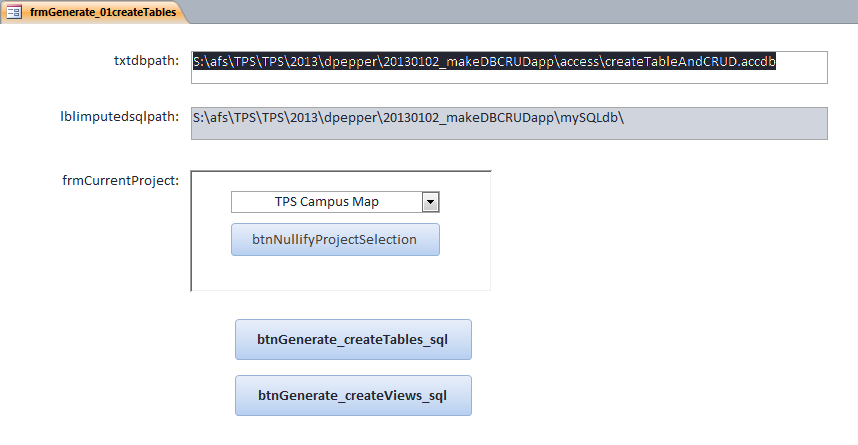 frmGenerate_01createTables
txtdbpath: S:\afs\TPS\TPS\2013\dpepper\20130102_makeDBCRUDapp\access\createTableAndCRUD.accdb
lblimputedsqlpath: S:\afs\TPS\TPS\2013\dpepper\20130102_makeDBCRUDapp\mySQLdb\
frmCurrentProject:
TPS Campus Map
btnNullifyProjectSelection
btnGenerate_createTables_sql
btnGenerate_createViews_sql